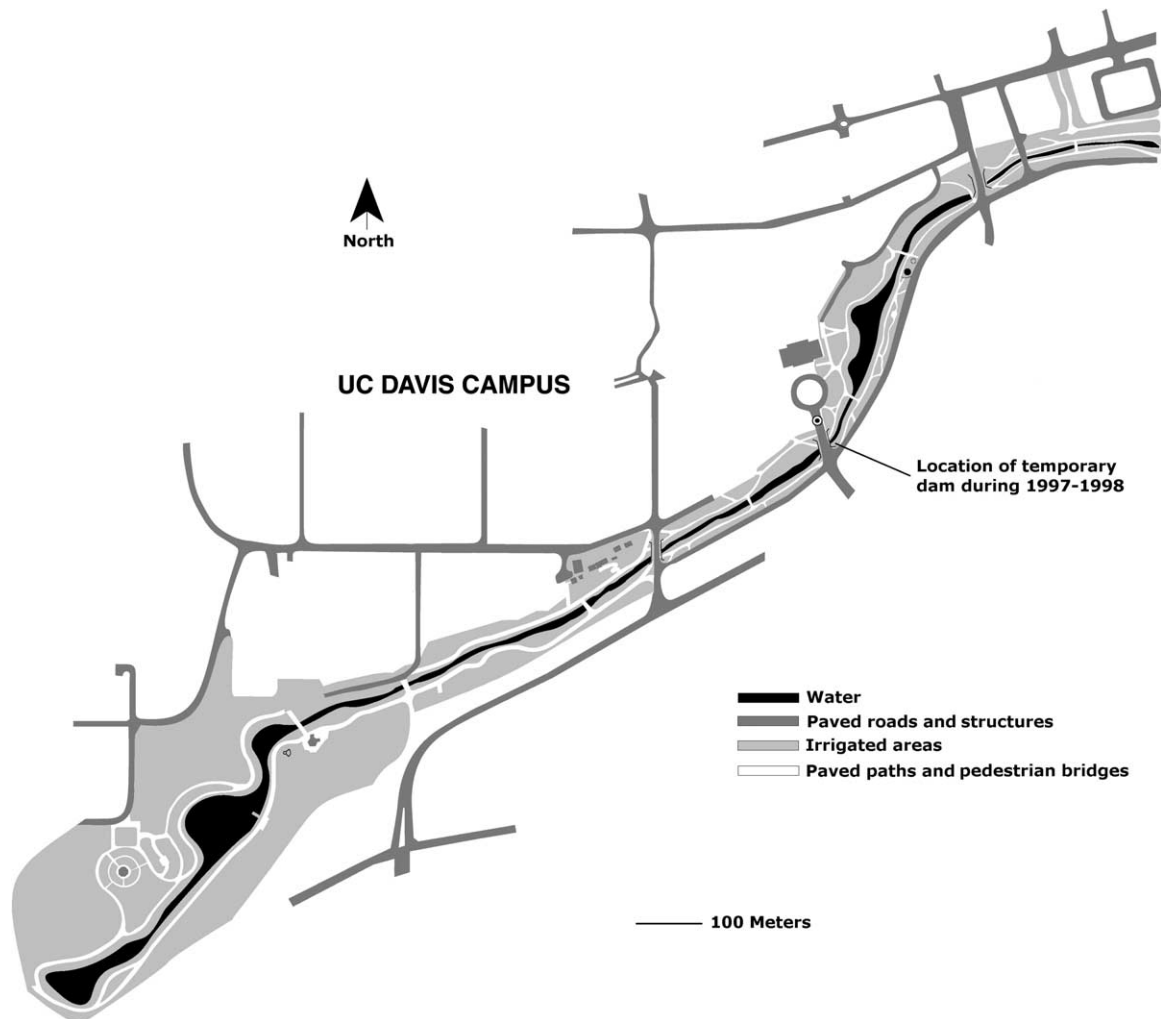 North
UC DAVIS CAMPUS
Location of temporary
dam during 1997-1998
Water
Paved roads and structures
Irrigated areas
Paved paths and pedestrian bridges
100 Meters